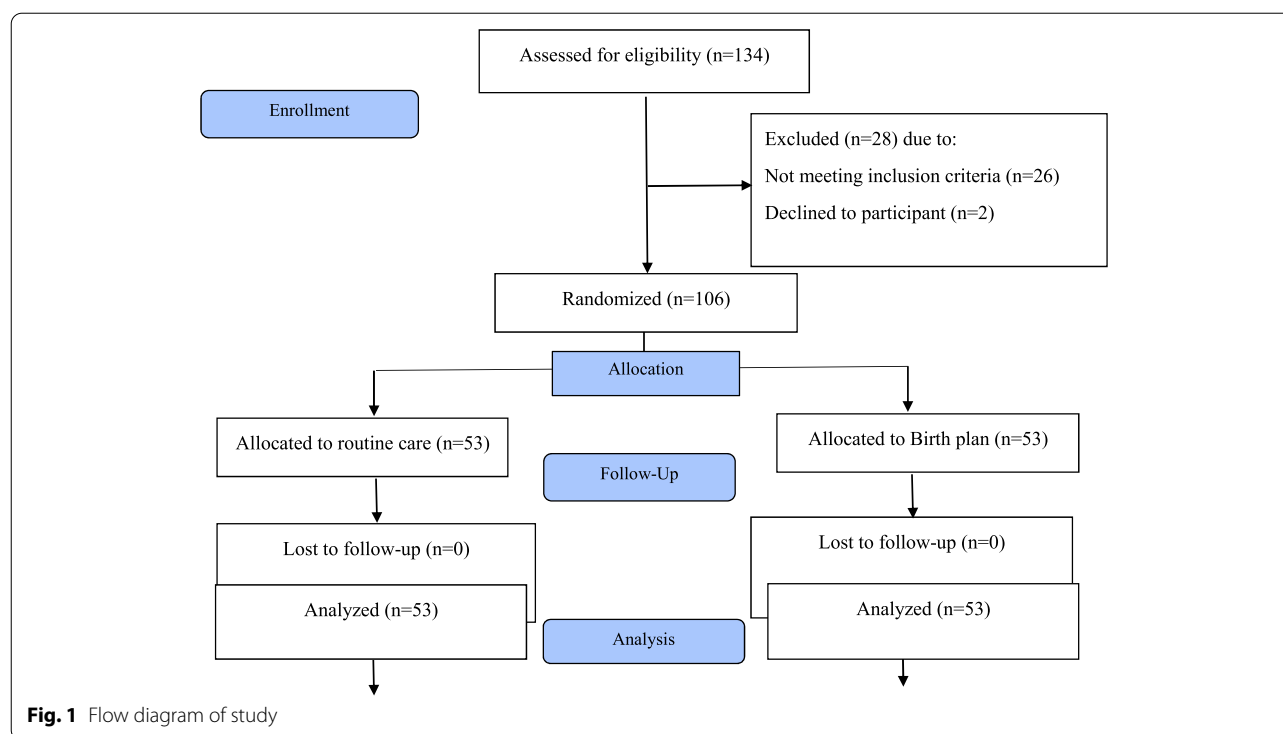 Assessed for eligibility (n=134)
Enrollment
Excluded (n=28) due to:
Not meeting inclusion criteria (n=26)
Declined to participant (n=2)
Randomized (n=106)
Allocation
Allocated to routine care (n=53)
Allocated to Birth plan (n=53)
Follow-Up
Lost to follow-up (n=0)
Lost to follow-up (n=0)
Analyzed (n=53)
Analyzed (n=53)
Analysis
Fig. 1 Flow diagram of study